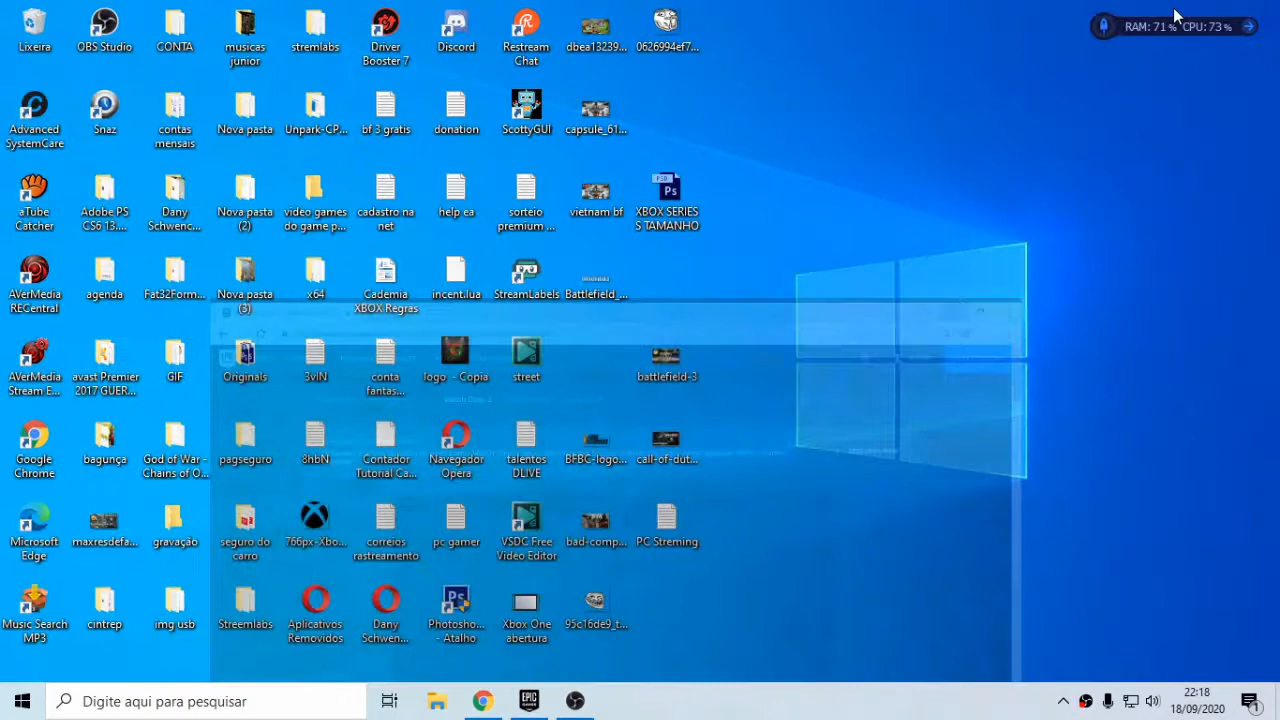 RAM: 71 % CPU: 73 %
Lixeira
OBS Studio
CONTA
musicas
junior
stremlabs
Driver
Booster 7
Discord
Restream
Chat
dbea13239...
0626994ef7...
Advanced
SystemCare
Snaz
contas
mensais
Nova pasta
Unpark-CP...
bf 3 gratis
donation
ScottyGUI
capsule_61...
aTube
Catcher
Adobe PS
CS6 13....
Dany
Schwenc...
Nova pasta
(2)
video games
do game p...
cadastro na
net
help ea
sorteio
premium ...
vietnam bf
XBOX SERIES
S TAMANHO
AVerMedia
RECentral
agenda
Fat32Form...
Nova pasta
(3)
x64
Cademia
XBOX Regras
incent.lua
StreamLabels
Battlefield_...
AVerMedia
Stream E...
avast Premier
2017 GUER...
GIF
Originals
3vlN
conta
fantas...
logo - Copia
street
battlefield-3
Google
Chrome
bagunça
God of War -
Chains of O...
pagseguro
8hbN
Contador
Tutorial Ca...
Navegador
Opera
talentos
DLIVE
BFBC-logo...
call-of-dut...
Microsoft
Edge
maxresdefa...
gravação
seguro do
carro
766px-Xbo...
correios
rastreamento
pc gamer
VSDC Free
Video Editor
bad-comp...
PC Streming
Music Search
MP3
cintrep
img usb
Streemlabs
Aplicativos
Removidos
Dany
Schwen...
Photosho...
- Atalho
Xbox One
abertura
95c16de9_t...
Digite aqui para pesquisar
EPIC
GAMES
22:18
18/09/2020
1